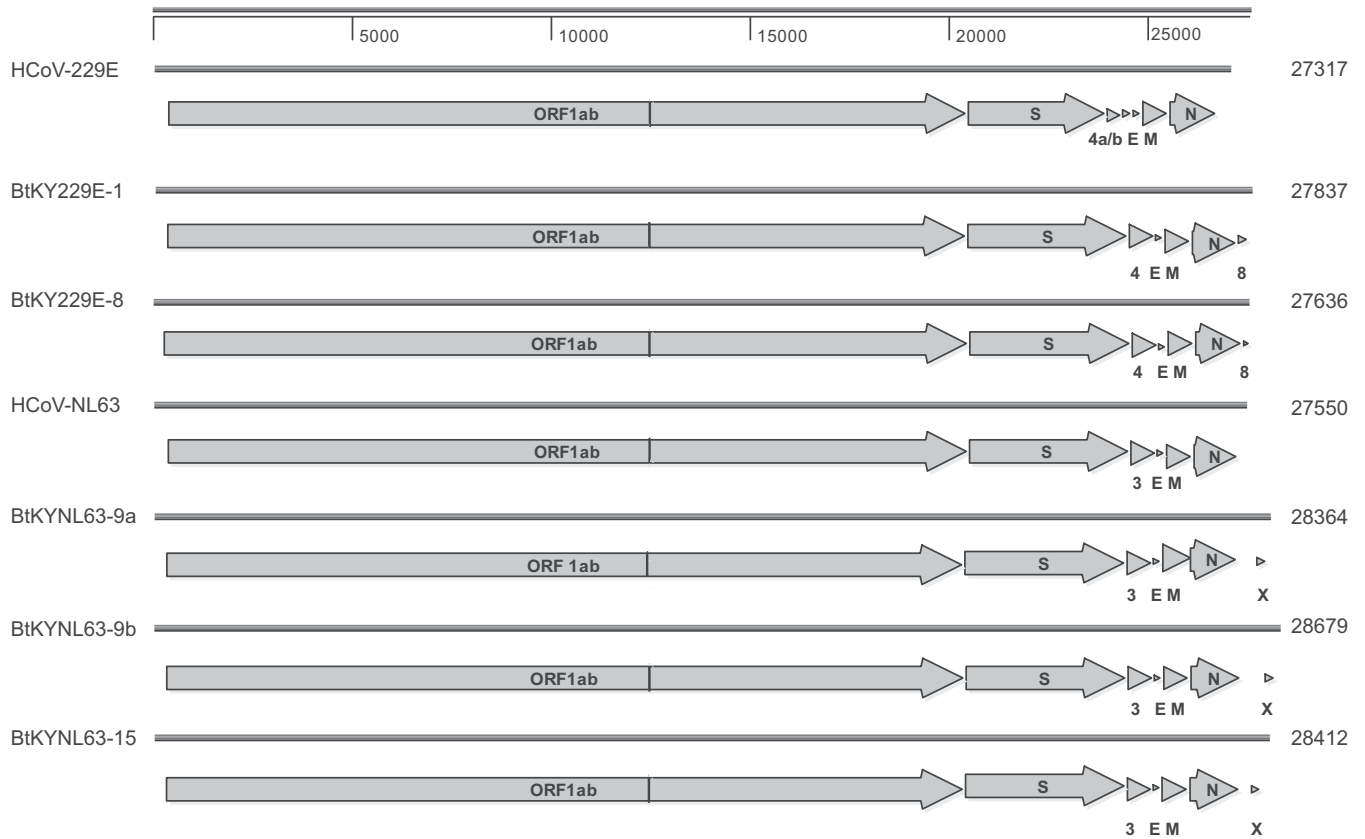 5000 10000 15000 20000 25000
HCoV-229E 27317
ORF1ab S N
4a/b E M
BtKY229E-1 27837
ORF1ab S N
4 E M 8
BtKY229E-8 27636
ORF1ab S N
4 E M 8
HCoV-NL63 27550
ORF1ab S N
3 E M
BtKYNL63-9a 28364
ORF 1ab S N
3 E M X
BtKYNL63-9b 28679
ORF1ab S N
3 E M X
BtKYNL63-15 28412
ORF1ab S N
3 E M X